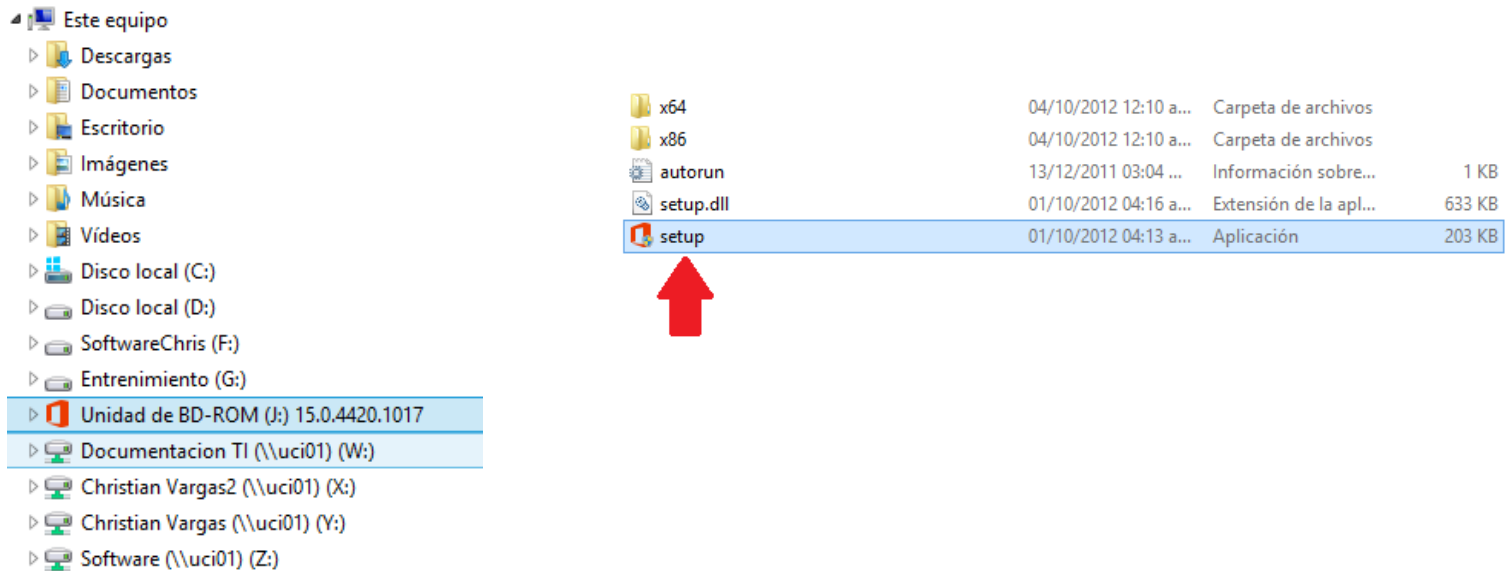 Este equipo
Descargas
Documentos
Escritorio
Imágenes
Música
Vídeos
Disco local (C:)
Disco local (D:)
SoftwareChris (F:)
Entrenimiento (G:)
Unidad de BD-ROM (J:) 15.0.4420.1017
Documentacion TI (\\uci01) (W:)
Christian Vargas2 (\\uci01) (X:)
Christian Vargas (\\uci01) (Y:)
Software (\\uci01) (Z:)
x64 04/10/2012 12:10 a... Carpeta de archivos
x86 04/10/2012 12:10 a... Carpeta de archivos
autorun 13/12/2011 03:04 ... Información sobre... 1 KB
setup.dll 01/10/2012 04:16 a... Extensión de la apl... 633 KB
setup 01/10/2012 04:13 a... Aplicación 203 KB